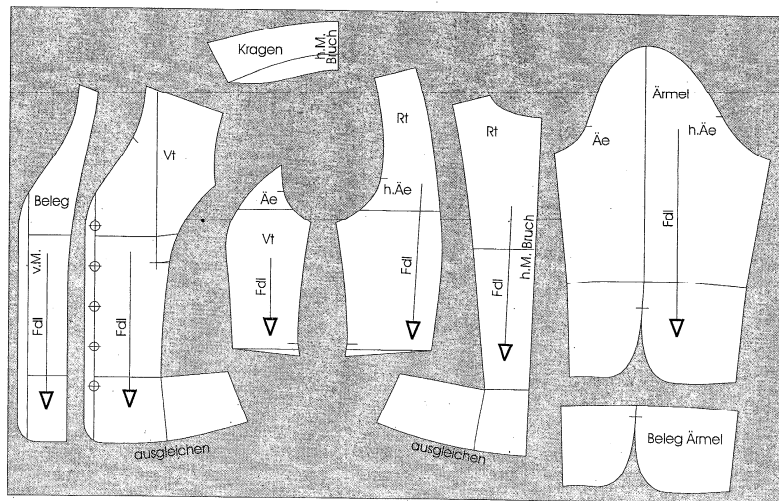 Kragen
h.M.
Bruch
Beleg
v.M.
Fdl
Vt
Fdl
ausgleichen
Äe
Vt
Fdl
Rt
h.Äe
Fdl
Rt
h.M. Bruch
Fdl
ausgleichen
Ärmel
Äe
h.Äe
Fdl
Beleg Ärmel